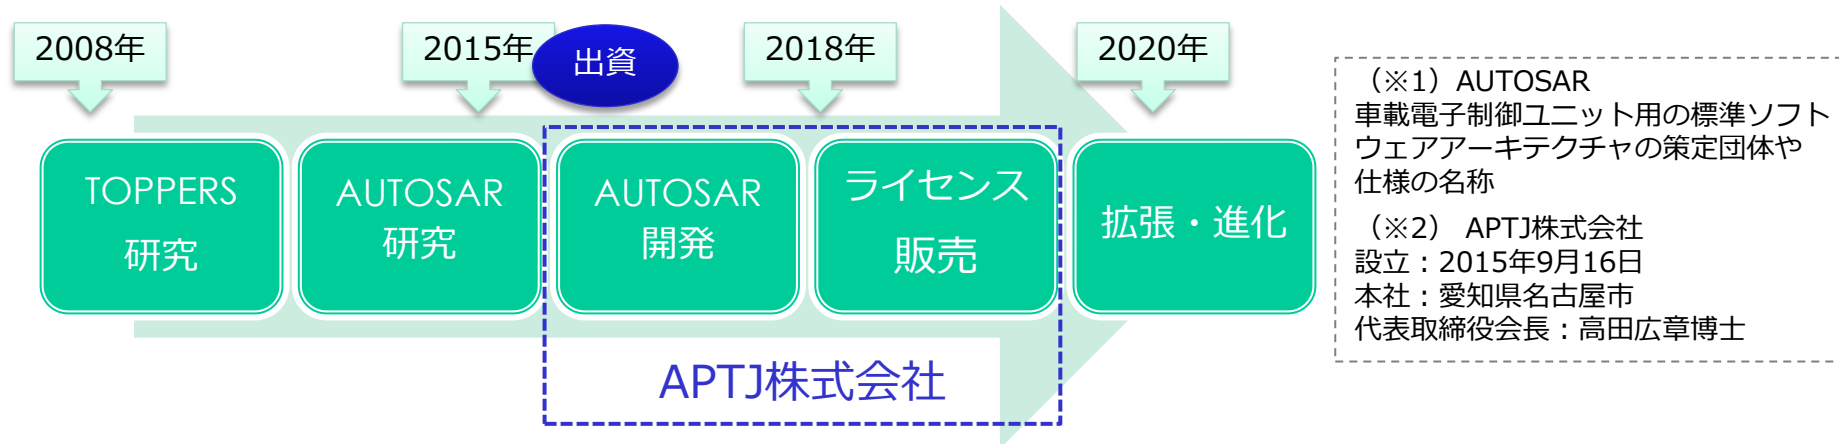 2008年
2015年
出資
2018年
2020年
TOPPERS
研究
AUTOSAR
研究
AUTOSAR
開発
ライセンス
販売
拡張・進化
APTJ株式会社
（※1）AUTOSAR
車載電子制御ユニット用の標準ソフト
ウェアアーキテクチャの策定団体や
仕様の名称
（※2） APTJ株式会社
設立：2015年9月16日
本社：愛知県名古屋市
代表取締役会長：高田広章博士